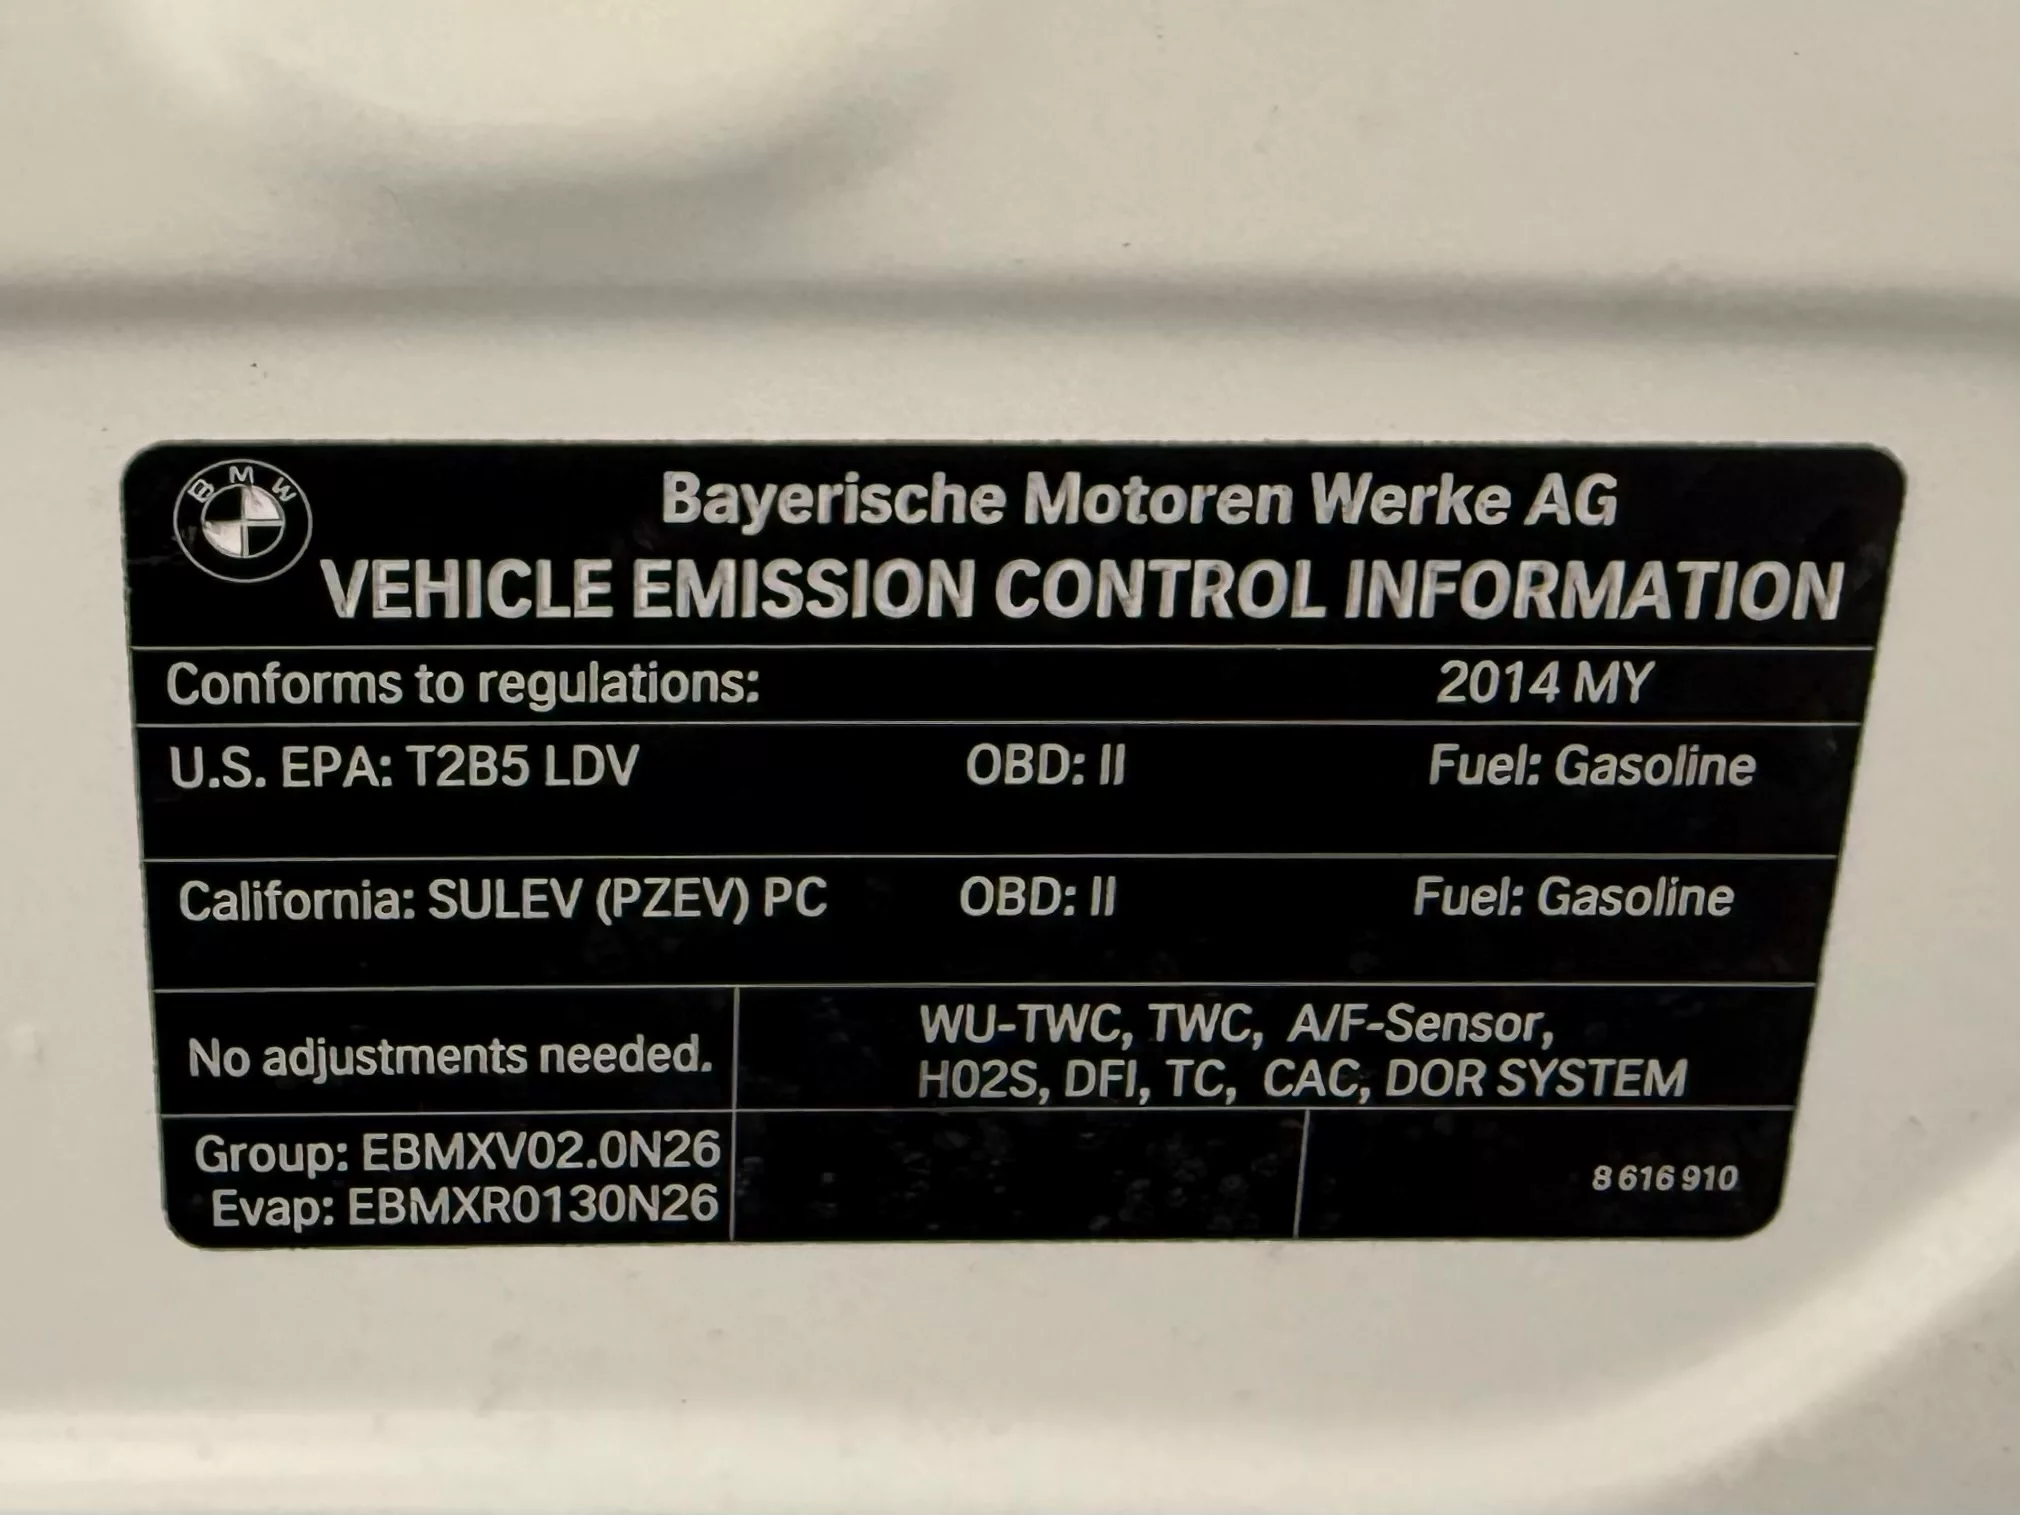 BMW
Bayerische Motoren Werke AG
VEHICLE EMISSION CONTROL INFORMATION
Conforms to regulations: 2014 MY
U.S. EPA: T2B5 LDV OBD: II Fuel: Gasoline
California: SULEV (PZEV) PC OBD: II Fuel: Gasoline
No adjustments needed.
WU-TWC, TWC, A/F-Sensor,
H02S, DFI, TC, CAC, DOR SYSTEM
Group: EBMXV02.0N26
Evap: EBMXR0130N26
8 616 910